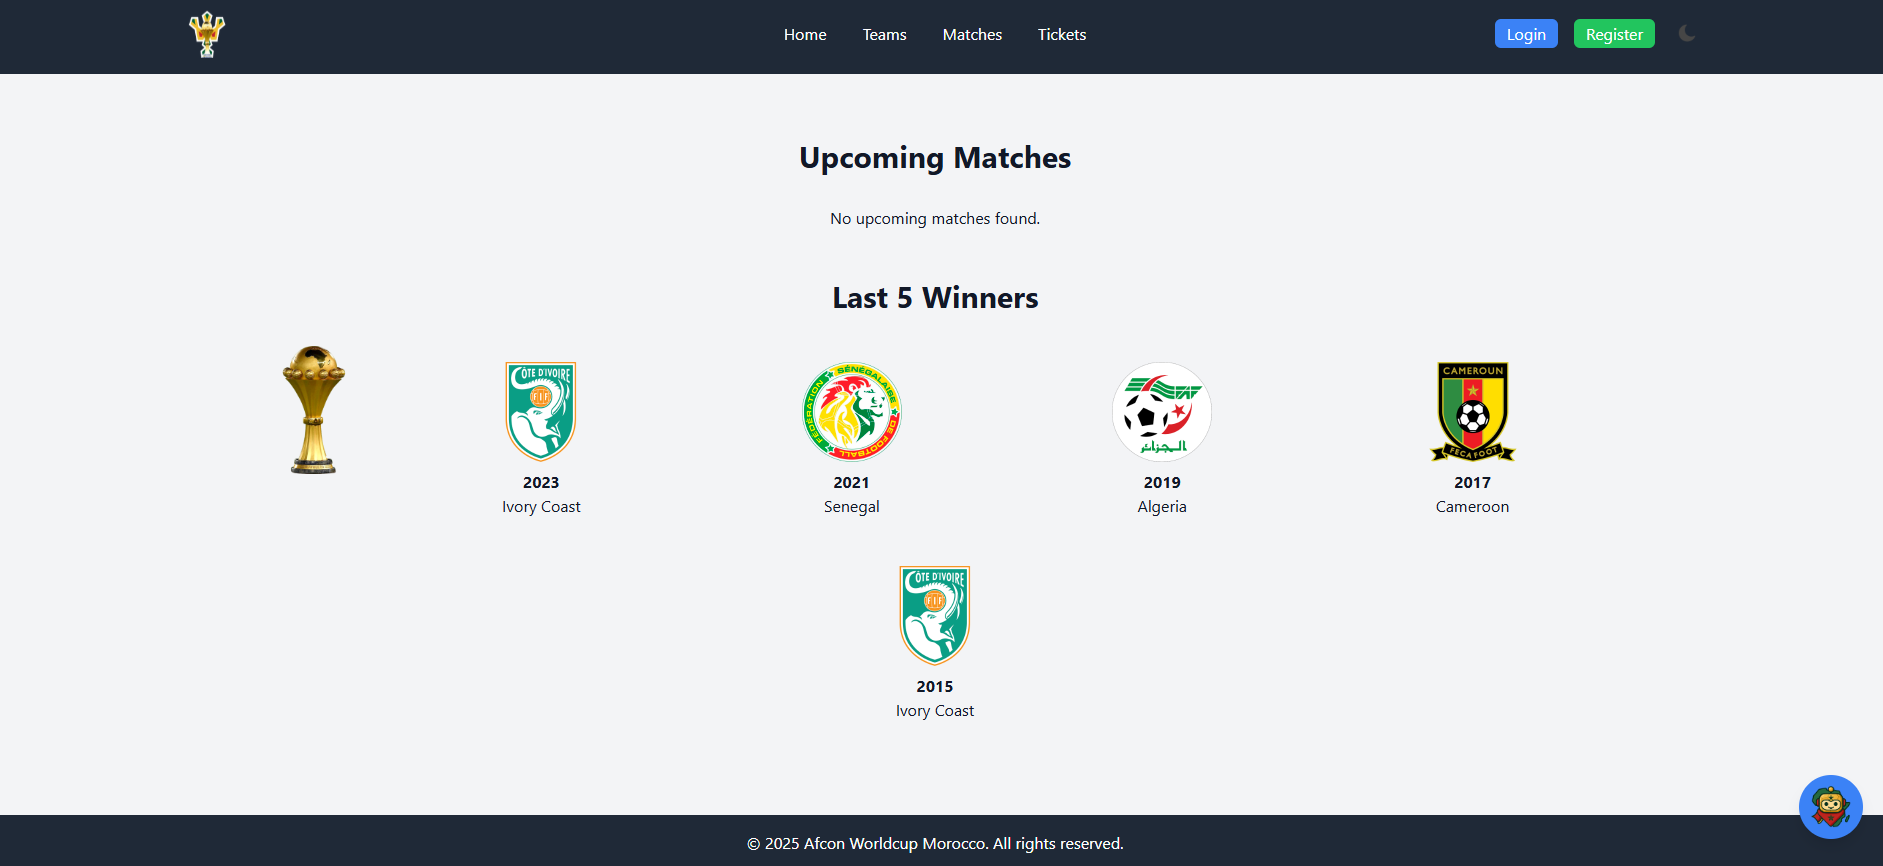 Home Teams Matches Tickets Login Register
Upcoming Matches
No upcoming matches found.
Last 5 Winners
CÔTE D'IVOIRE
FIF
FÉDÉRATION SÉNÉGALAISE DE FOOTBALL
الجزائر
CAMEROUN
FECAFOOT
2023 2021 2019 2017
Ivory Coast Senegal Algeria Cameroon
CÔTE D'IVOIRE
FIF
2015
Ivory Coast
© 2025 Afcon Worldcup Morocco. All rights reserved.